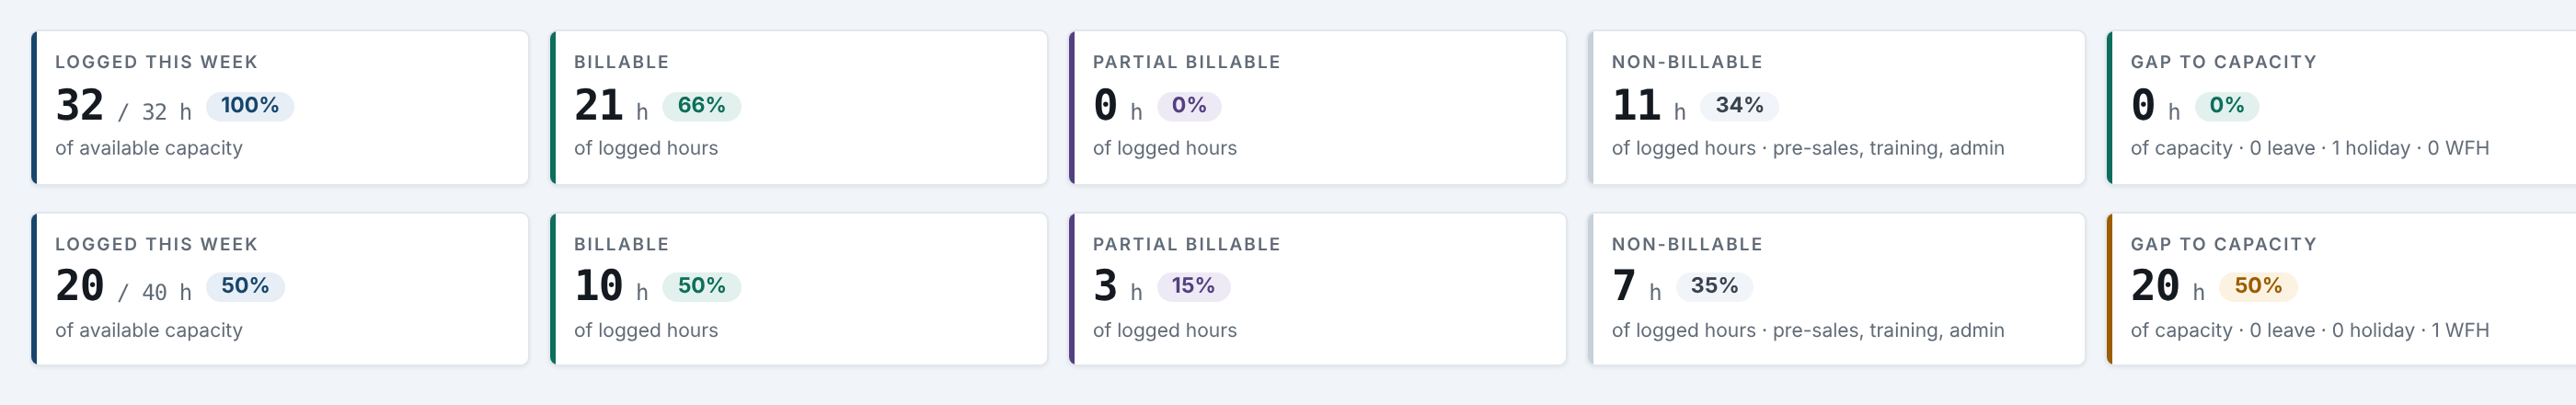 LOGGED THIS WEEK
32 / 32 h 100%
of available capacity
BILLABLE
21 h 66%
of logged hours
PARTIAL BILLABLE
0 h 0%
of logged hours
NON-BILLABLE
11 h 34%
of logged hours · pre-sales, training, admin
GAP TO CAPACITY
0 h 0%
of capacity · 0 leave · 1 holiday · 0 WFH
LOGGED THIS WEEK
20 / 40 h 50%
of available capacity
BILLABLE
10 h 50%
of logged hours
PARTIAL BILLABLE
3 h 15%
of logged hours
NON-BILLABLE
7 h 35%
of logged hours · pre-sales, training, admin
GAP TO CAPACITY
20 h 50%
of capacity · 0 leave · 0 holiday · 1 WFH